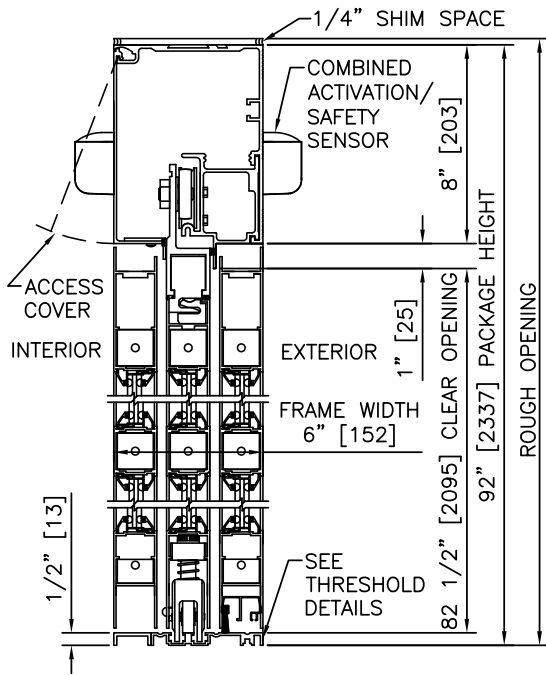 1/4” SHIM SPACE
COMBINED
ACTIVATION/
SAFETY
SENSOR
8” [203]
ACCESS
COVER
INTERIOR
EXTERIOR
1” [25]
FRAME WIDTH
6” [152]
82 1/2” [2095] CLEAR OPENING
92” [2337] PACKAGE HEIGHT
ROUGH OPENING
1/2” [13]
SEE
THRESHOLD
DETAILS